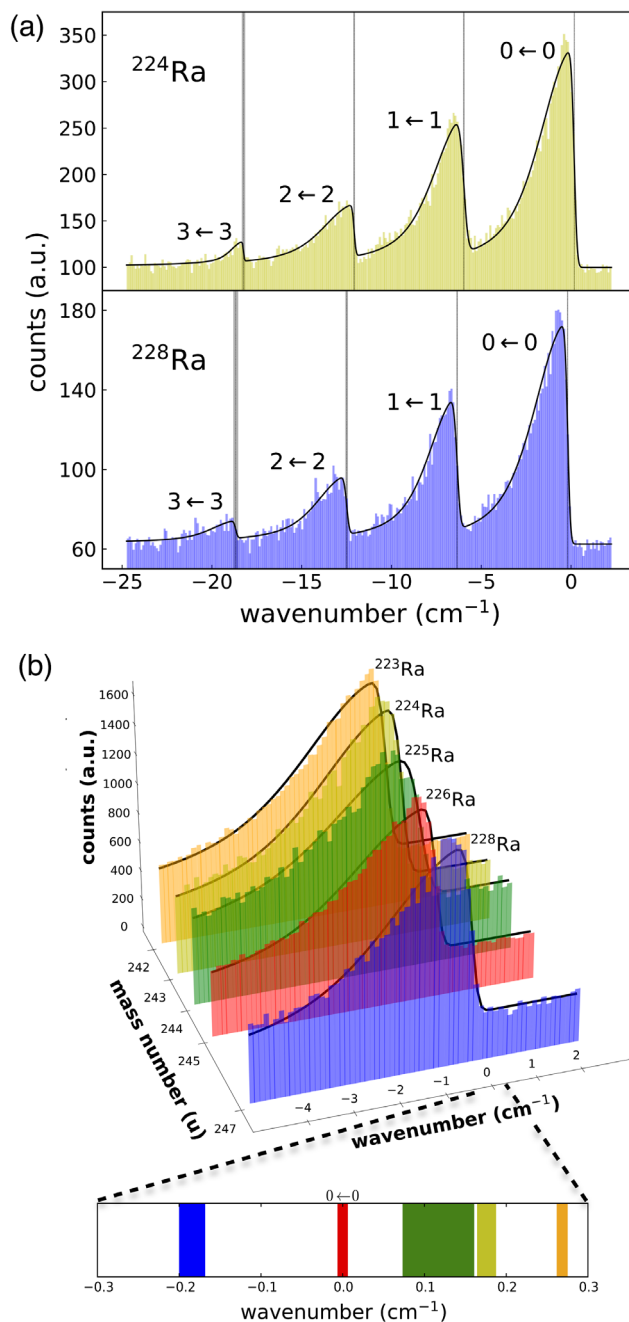 (a)
350
300
250
200
150
100
²²⁴Ra
0←0
1←1
2←2
3←3
counts (a.u.)
180
140
100
60
²²⁸Ra
0←0
1←1
2←2
3←3
−25 −20 −15 −10 −5 0
wavenumber (cm⁻¹)
(b)
1600
1400
1200
1000
800
600
400
200
0
counts (a.u.)
²²³Ra
²²⁴Ra
²²⁵Ra
²²⁶Ra
²²⁸Ra
242
243
244
245
247
mass number (u)
−4 −3 −2 −1 0 1 2
wavenumber (cm⁻¹)
0←0
−0.3 −0.2 −0.1 0.0 0.1 0.2 0.3
wavenumber (cm⁻¹)